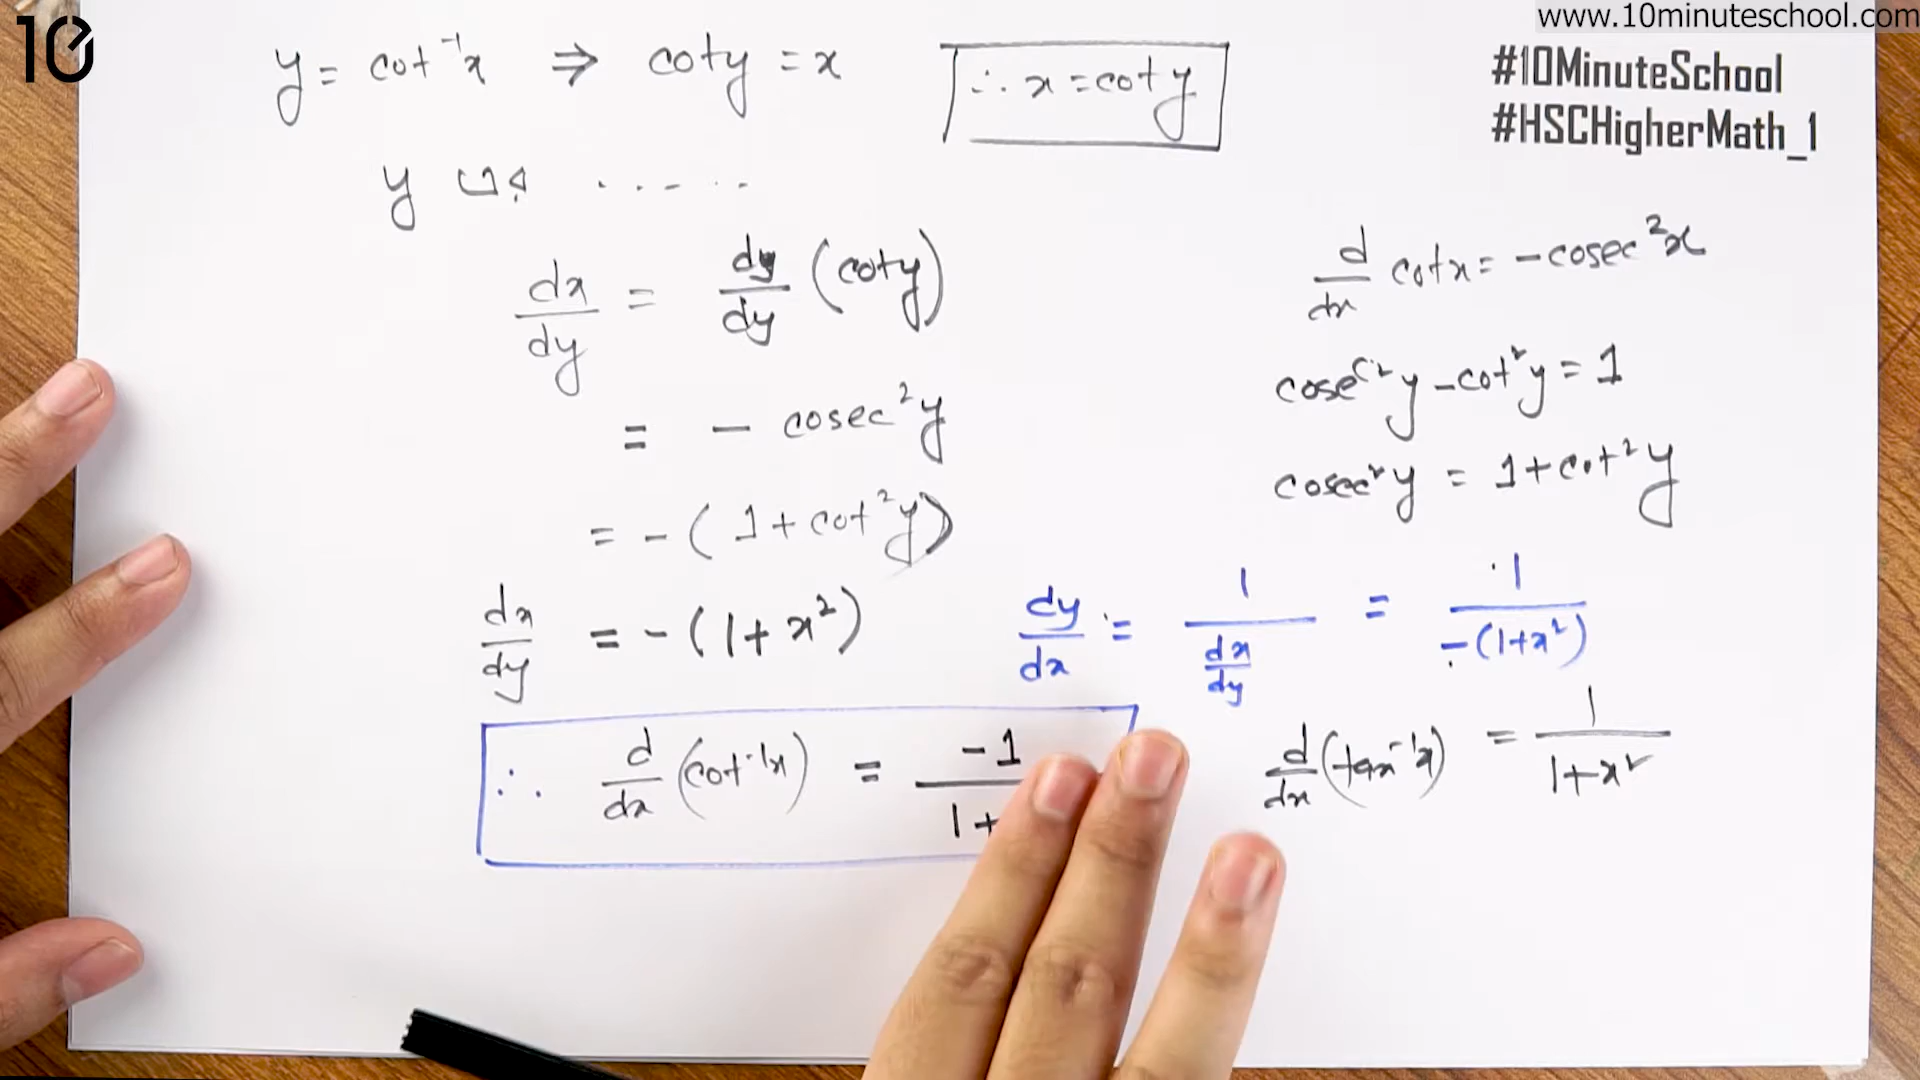 10
www.10minuteschool.com
#10MinuteSchool
#HSCHigherMath_1
y = cot⁻¹x ⇒ coty = x
∴ x = coty
y এর ......
dx/dy = dy/dy (coty)
= - cosec²y
= - (1 + cot²y)
dx/dy = - (1 + x²)
∴ d/dx (cot⁻¹x) = -1/1+
d/dx cotx = - cosec²x
cosec²y - cot²y = 1
cosec²y = 1 + cot²y
dy/dx = 1/(dx/dy) = 1/-(1+x²)
d/dx (tan⁻¹x) = 1/1+x²